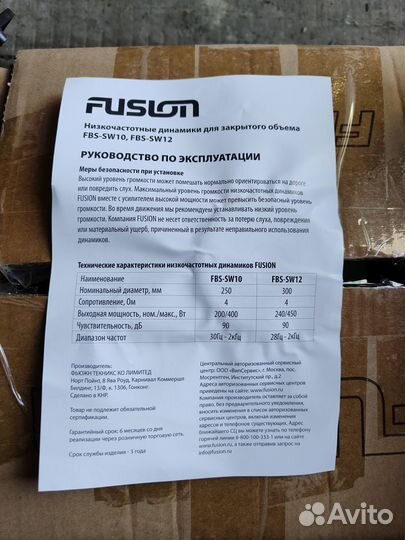 FUSION
Низкочастотные динамики для закрытого объема
FBS-SW10, FBS-SW12
РУКОВОДСТВО ПО ЭКСПЛУАТАЦИИ
Меры безопасности при установке
Высокий уровень громкости может помешать нормально ориентироваться на дороге
или повредить слух. Максимальный уровень громкости низкочастотных динамиков
FUSION вместе с усилителем высокой мощности может превысить безопасный уровень
громкости. Во время движения мы рекомендуем устанавливать низкий уровень
громкости. Компания FUSION не несет ответственность за потерю слуха, повреждения
или материальный ущерб, причиненный в результате неправильного использования
динамиков.
Технические характеристики низкочастотных динамиков FUSION
Наименование FBS-SW10 FBS-SW12
Номинальный диаметр, мм 250 300
Сопротивление, Ом 4 4
Выходная мощность, ном./макс., Вт 200/400 240/450
Чувствительность, дБ 90 90
Диапазон частот 30Гц - 2кГц 28Гц - 2кГц
Производитель:
ФЬЮЖН ТЕКНИКС КО ЛИМИТЕД
Норт Пойнт, 8 Ява Роуд, Карнивал Коммершл
Билдинг, 13/Ф, к. 1306, Гонконг.
Сделано в КНР.
Товар не подлежит обязательной
сертификации.
Гарантийный срок: 6 месяцев со дня
реализации через розничную торговую сеть.
Срок службы изделия - 3 года
Центральный авторизованный сервисный
центр, ООО «ВипСервис», г. Москва, пос.
Мосрентген, Институтский пр., д.2
Адреса авторизованных сервисных центров
приведены на сайте www.fusion.ru.
Компания производитель оставляет за собой
право, без предварительного уведомления,
вносить изменения в список авторизованных
сервисных центров, включая изменения
адресов и телефонов существующих. Адрес
ближайшего СЦ вы можете узнать по телефону
горячей линии 8-800-100-333-1 или на сайте
www.fusion.ru, а также отправив запрос на
info@fusion.ru
Avito